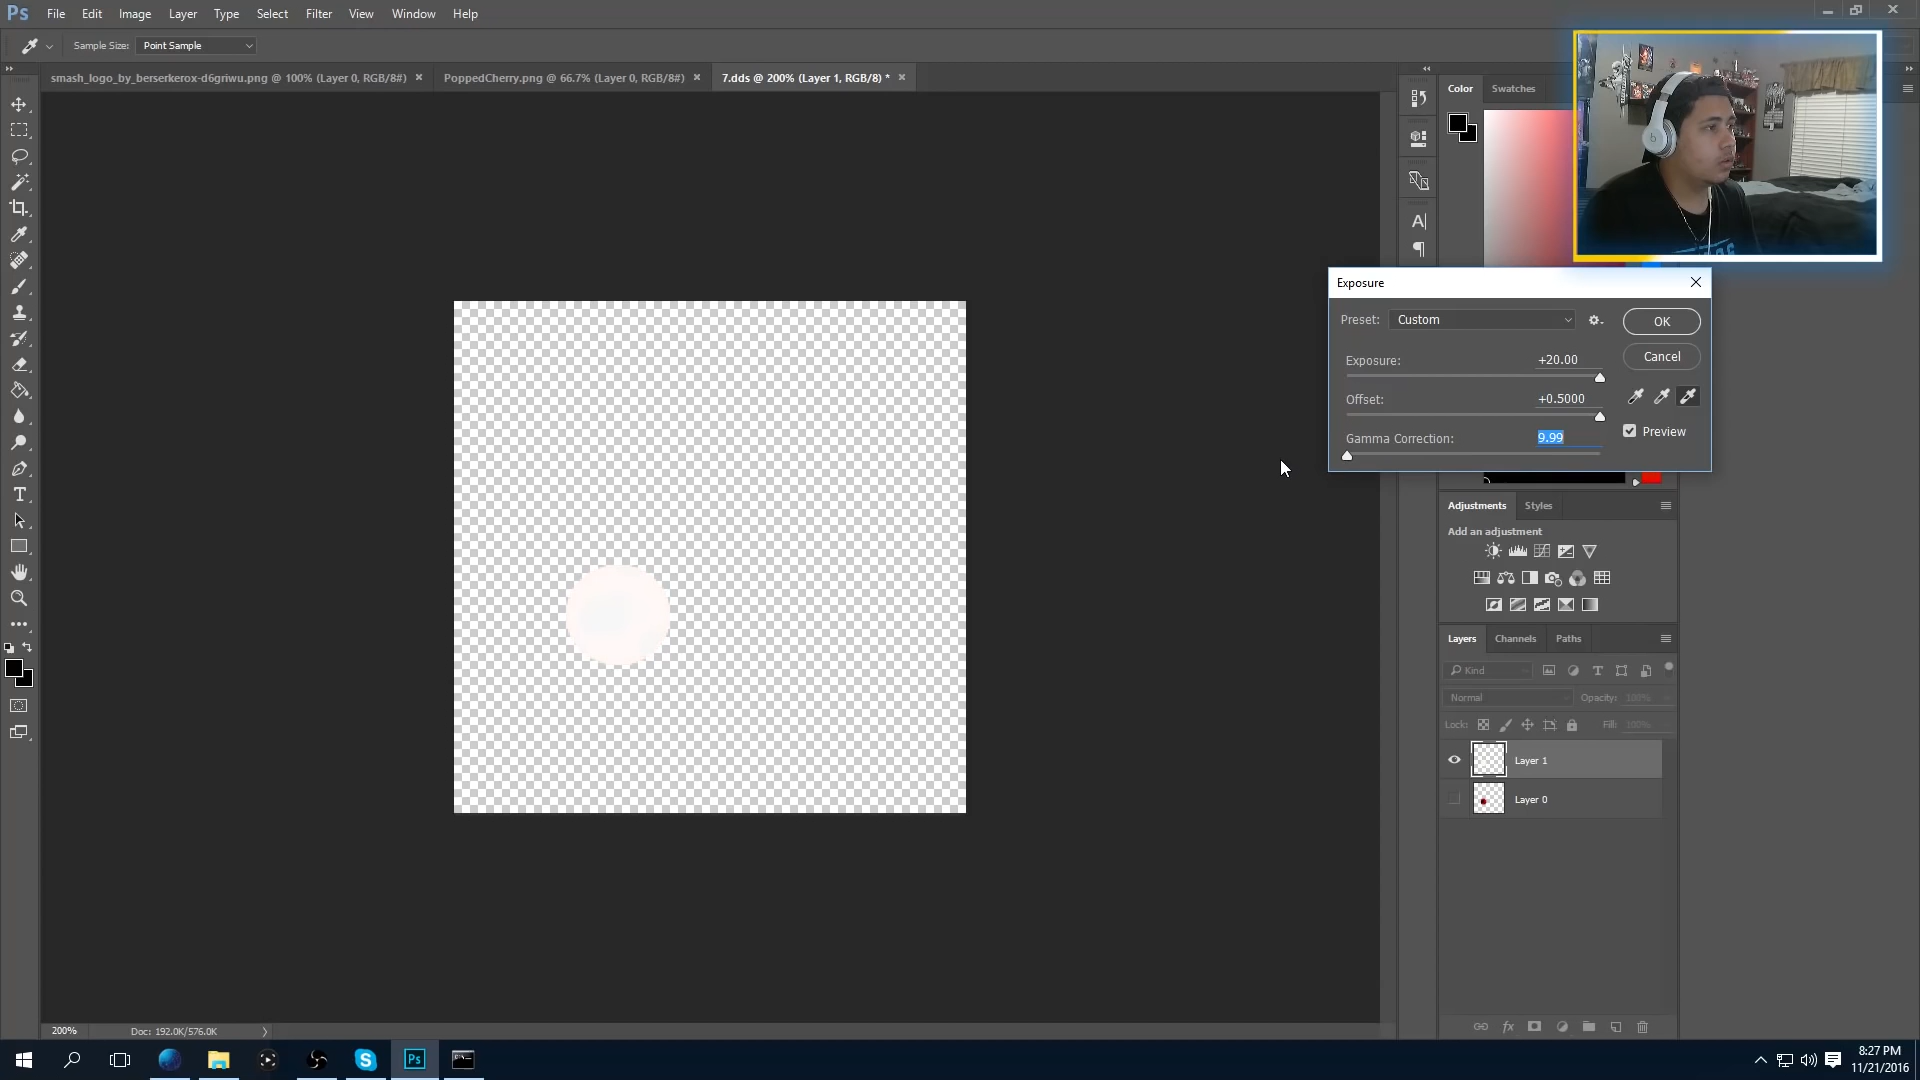 Ps File Edit Image Layer Type Select Filter View Window Help
Sample Size: Point Sample
smash_logo_by_berserkerox-d6griwu.png @ 100% (Layer 0, RGB/8#) PoppedCherry.png @ 66.7% (Layer 0, RGB/8#) 7.dds @ 200% (Layer 1, RGB/8) *
Color Swatches
Exposure
Preset: Custom OK
Exposure: +20.00 Cancel
Offset: +0.5000
Gamma Correction: 9.99 Preview
Adjustments Styles
Add an adjustment
Layers Channels Paths
Kind
Normal Opacity: 100%
Lock: Fill: 100%
Layer 1
Layer 0
200% Doc: 192.0K/576.0K
8:27 PM
11/21/2016